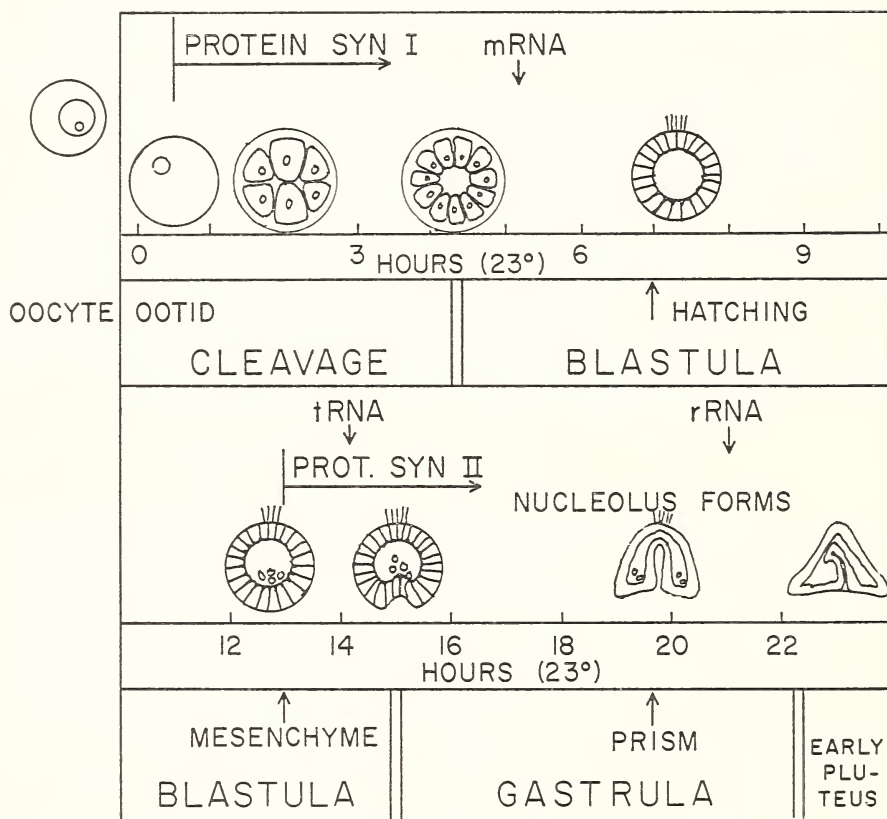 PROTEIN SYN I
mRNA
0 3 6 9
HOURS (23°)
OOCYTE OOTID
HATCHING
CLEAVAGE BLASTULA
tRNA rRNA
PROT. SYN II
NUCLEOLUS FORMS
12 14 16 18 20 22
HOURS (23°)
MESENCHYME PRISM
BLASTULA GASTRULA
EARLY
PLU-
TEUS